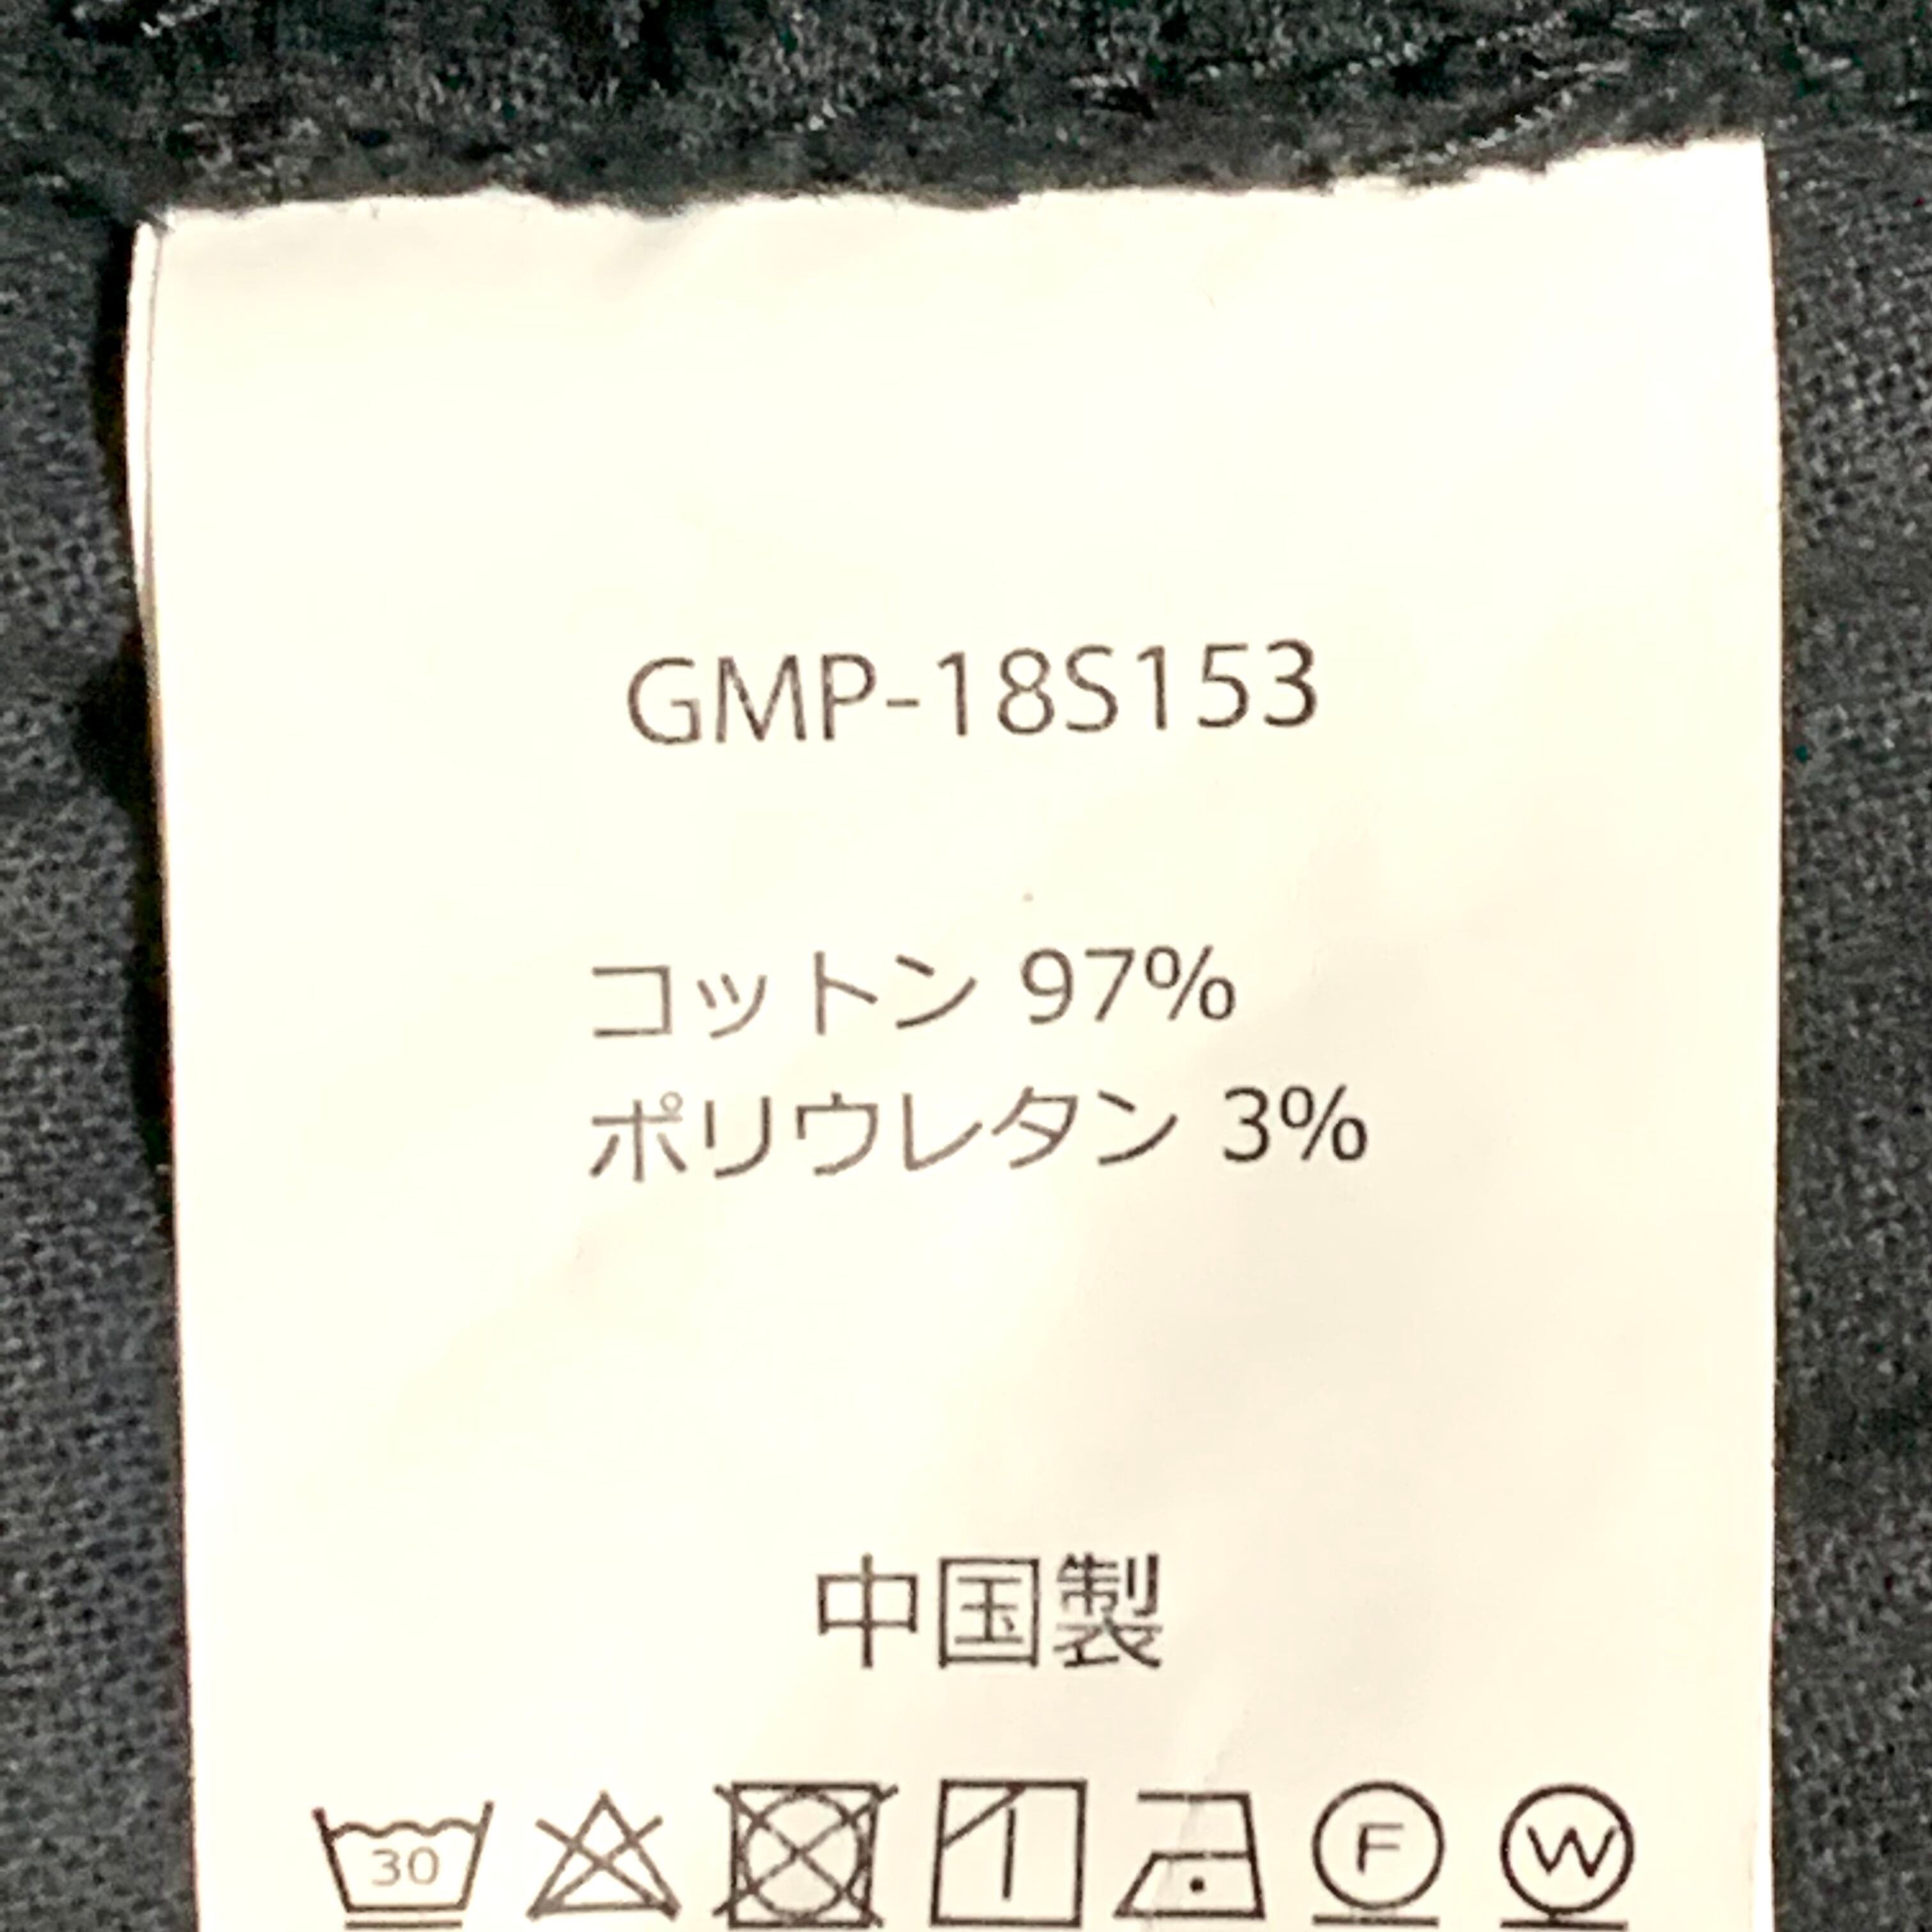 GMP-18S153
コットン 97%
ポリウレタン 3%
中国製
30 F W